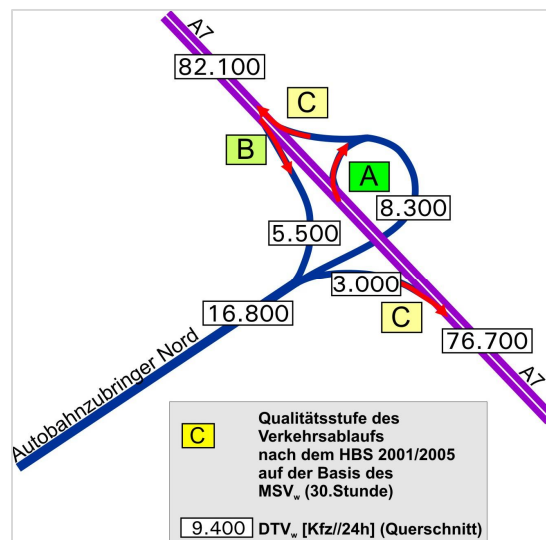 A7
82.100
C
B
A
8.300
5.500
3.000
16.800
C
76.700
A7
Autobahnzubringer Nord
C
Qualitätsstufe des
Verkehrsablaufs
nach dem HBS 2001/2005
auf der Basis des
MSVw (30.Stunde)
9.400 DTVw [Kfz//24h] (Querschnitt)